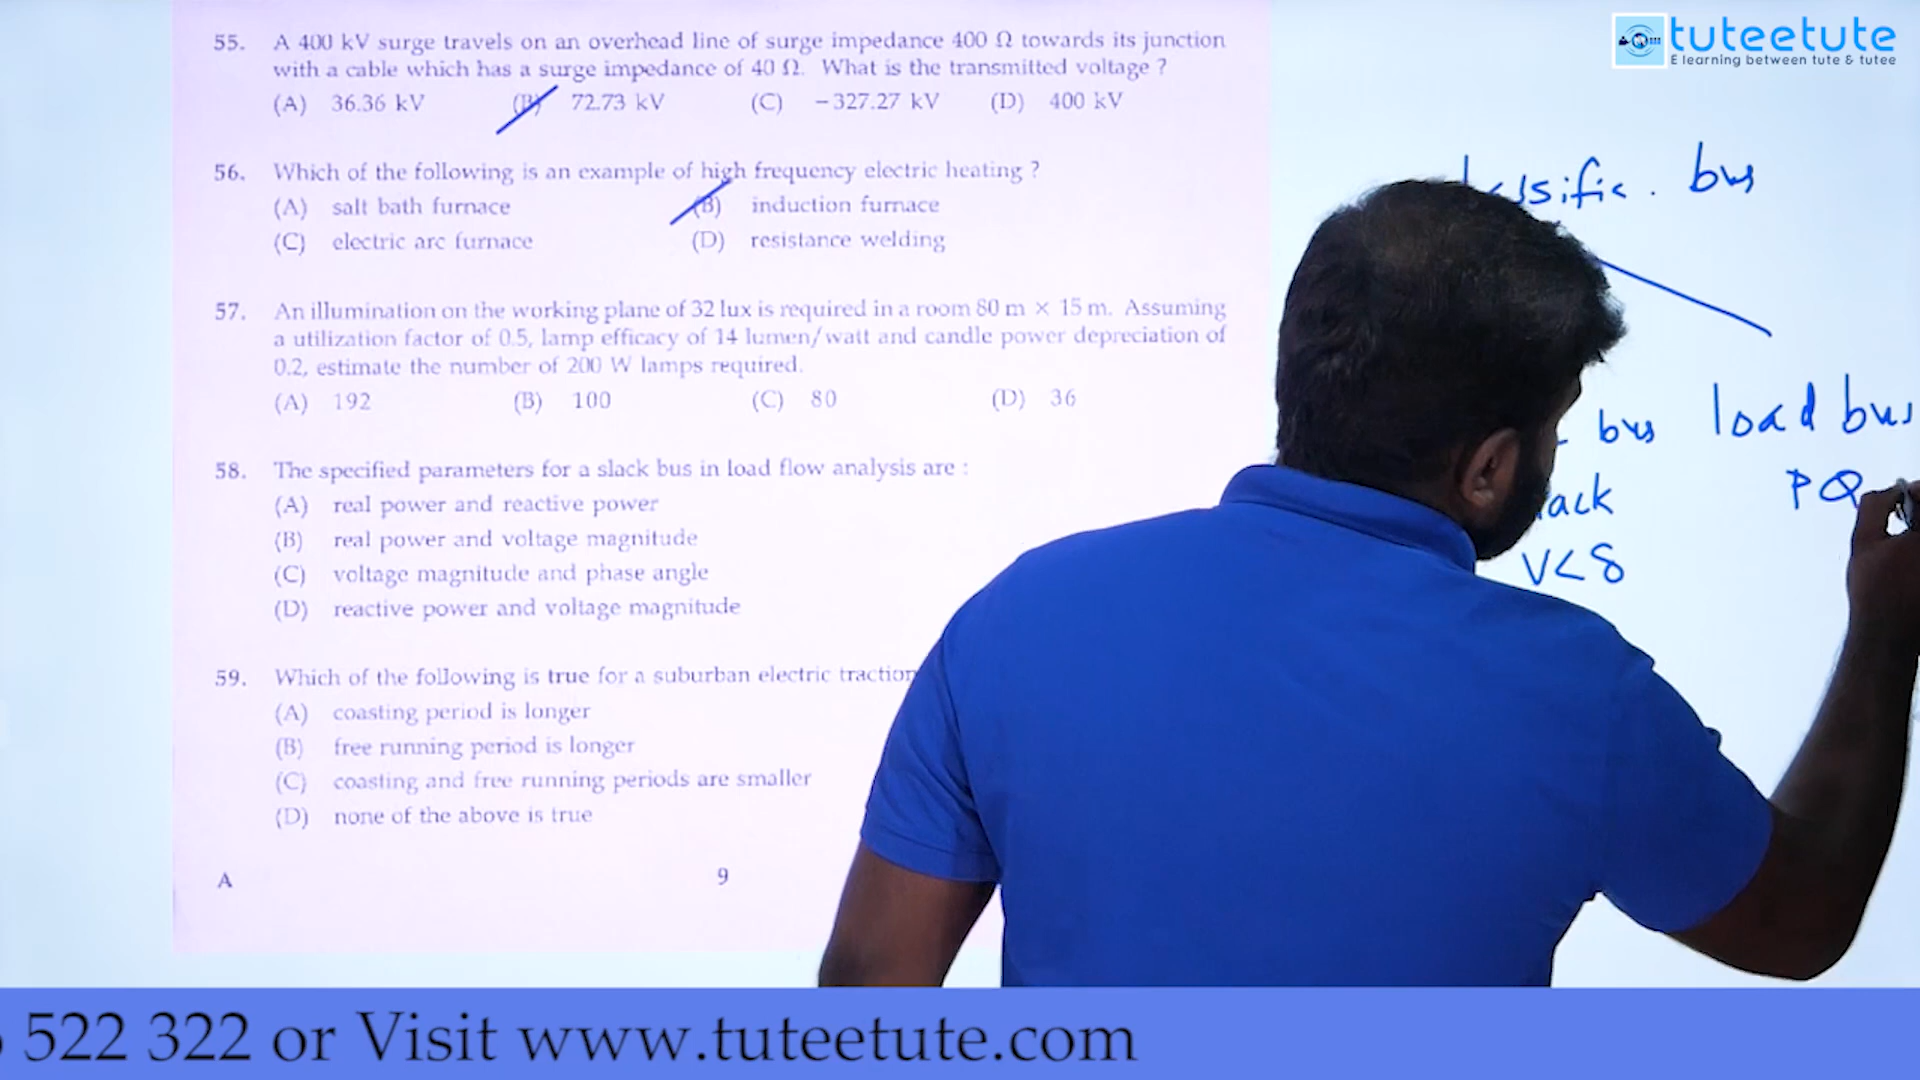 55. A 400 kV surge travels on an overhead line of surge impedance 400 Ω towards its junction
with a cable which has a surge impedance of 40 Ω. What is the transmitted voltage ?
(A) 36.36 kV (B) 72.73 kV (C) −327.27 kV (D) 400 kV
56. Which of the following is an example of high frequency electric heating ?
(A) salt bath furnace (B) induction furnace
(C) electric arc furnace (D) resistance welding
57. An illumination on the working plane of 32 lux is required in a room 80 m × 15 m. Assuming
a utilization factor of 0.5, lamp efficacy of 14 lumen/watt and candle power depreciation of
0.2, estimate the number of 200 W lamps required.
(A) 192 (B) 100 (C) 80 (D) 36
58. The specified parameters for a slack bus in load flow analysis are :
(A) real power and reactive power
(B) real power and voltage magnitude
(C) voltage magnitude and phase angle
(D) reactive power and voltage magnitude
59. Which of the following is true for a suburban electric traction
(A) coasting period is longer
(B) free running period is longer
(C) coasting and free running periods are smaller
(D) none of the above is true
A 9
tuteetute
E learning between tute & tutee
ssific. bus
bus load bus
ack PQ
V<δ
522 322 or Visit www.tuteetute.com